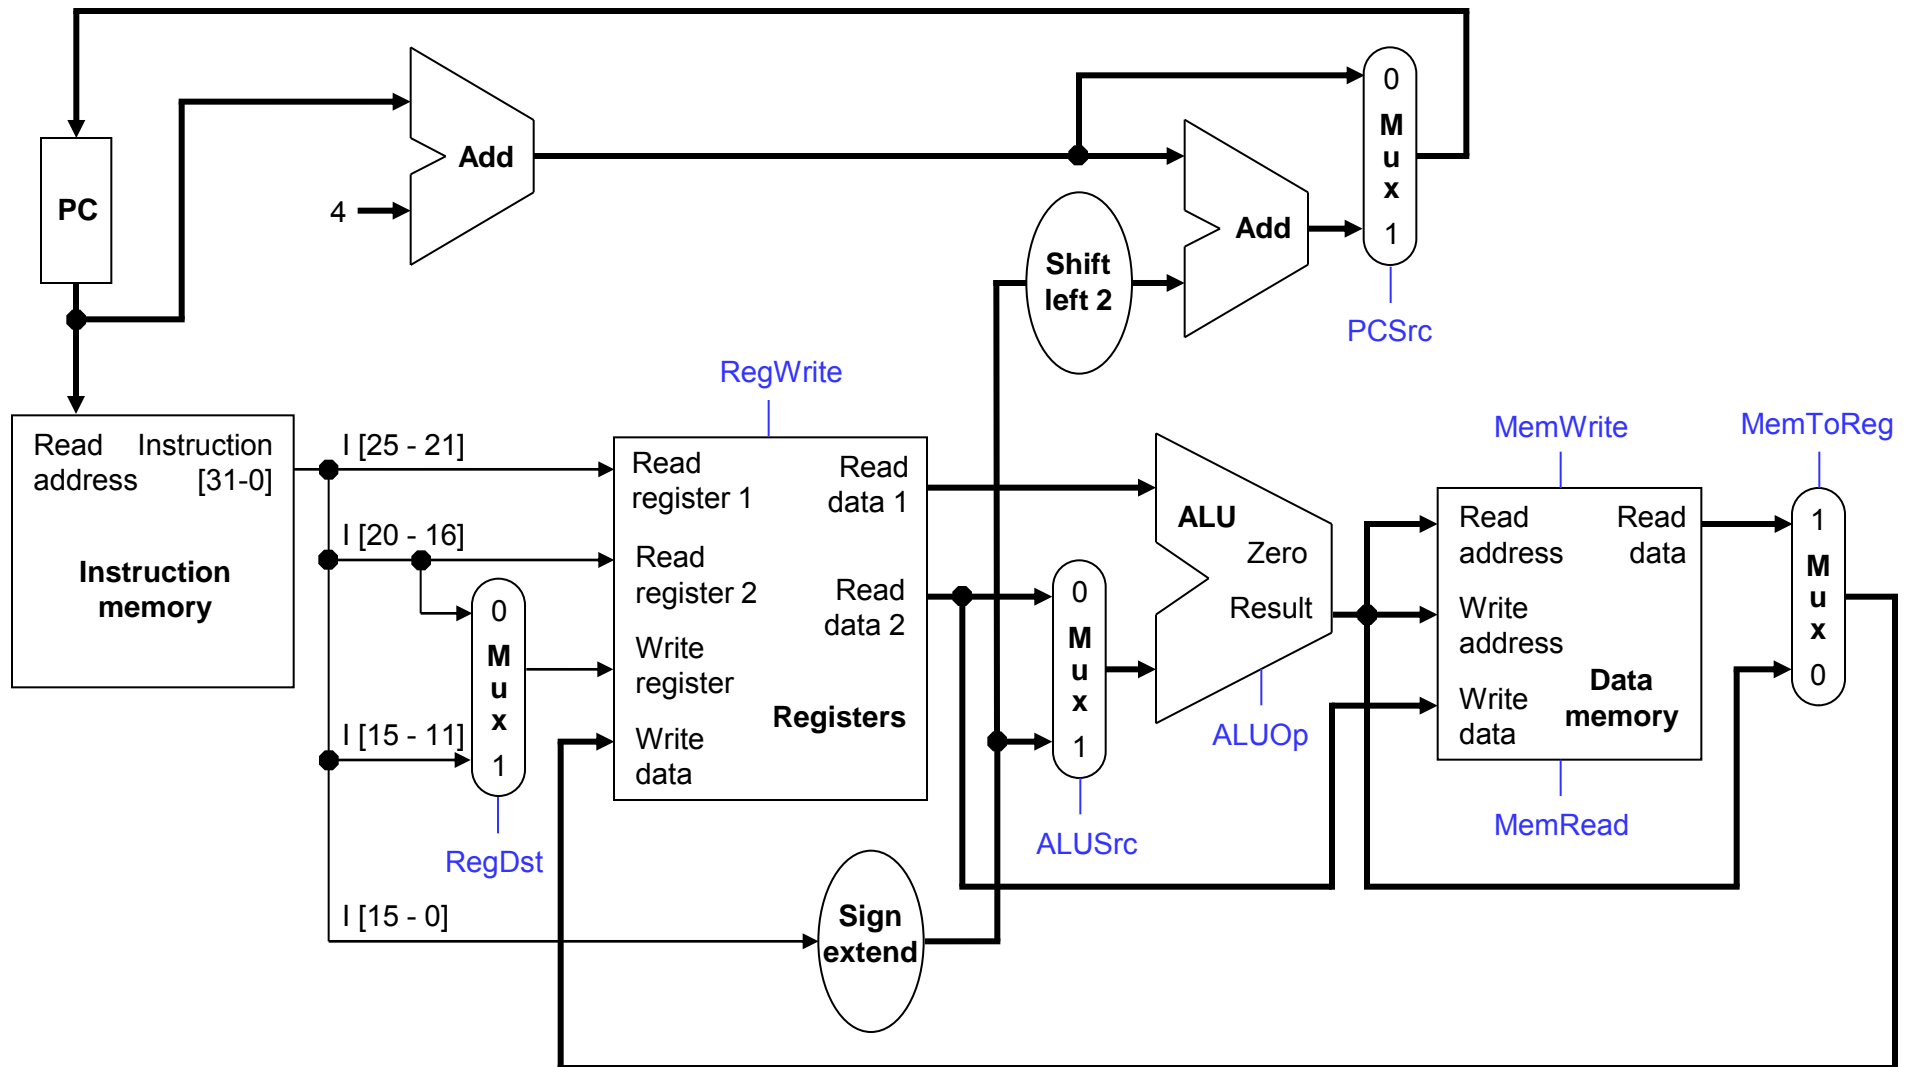 0
M
u
x
1
Add
Add
PC
4
Shift
left 2
PCSrc
RegWrite
MemWrite
MemToReg
Read
address
Instruction
[31-0]
Instruction
memory
I [25 - 21]
I [20 - 16]
I [15 - 11]
I [15 - 0]
0
M
u
x
1
RegDst
Read
register 1
Read
data 1
Read
register 2
Read
data 2
Write
register
Write
data
Registers
Sign
extend
0
M
u
x
1
ALUSrc
ALU
Zero
Result
ALUOp
Read
address
Read
data
Write
address
Write
data
Data
memory
MemRead
1
M
u
x
0